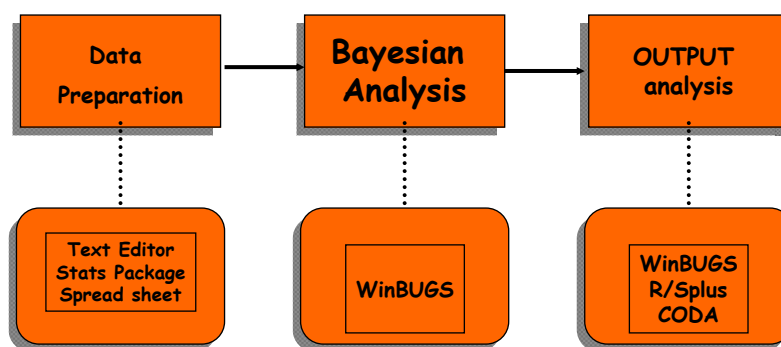 Data
Preparation
Bayesian
Analysis
OUTPUT
analysis
Text Editor
Stats Package
Spread sheet
WinBUGS
WinBUGS
R/Splus
CODA